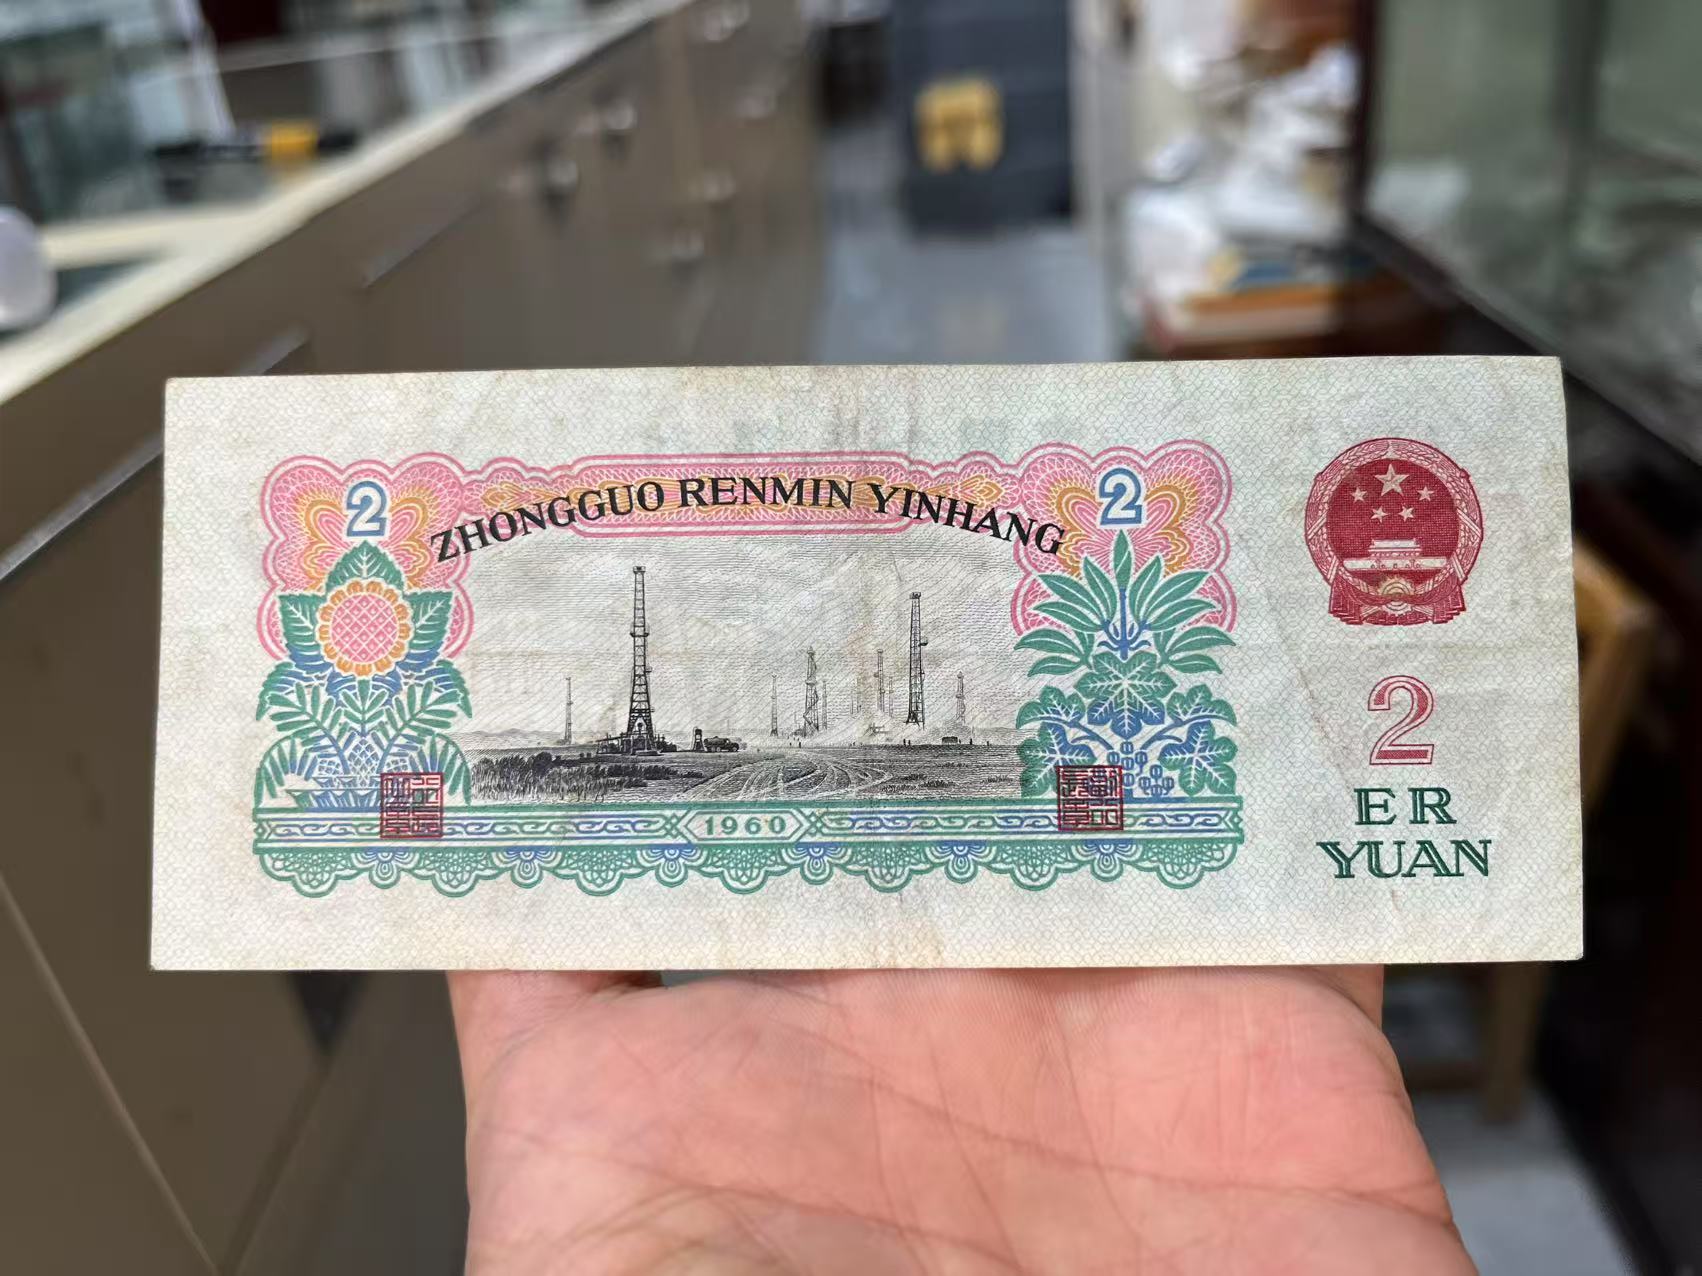 2
ZHONGGUO RENMIN YINHANG
2
1960
2
ER
YUAN